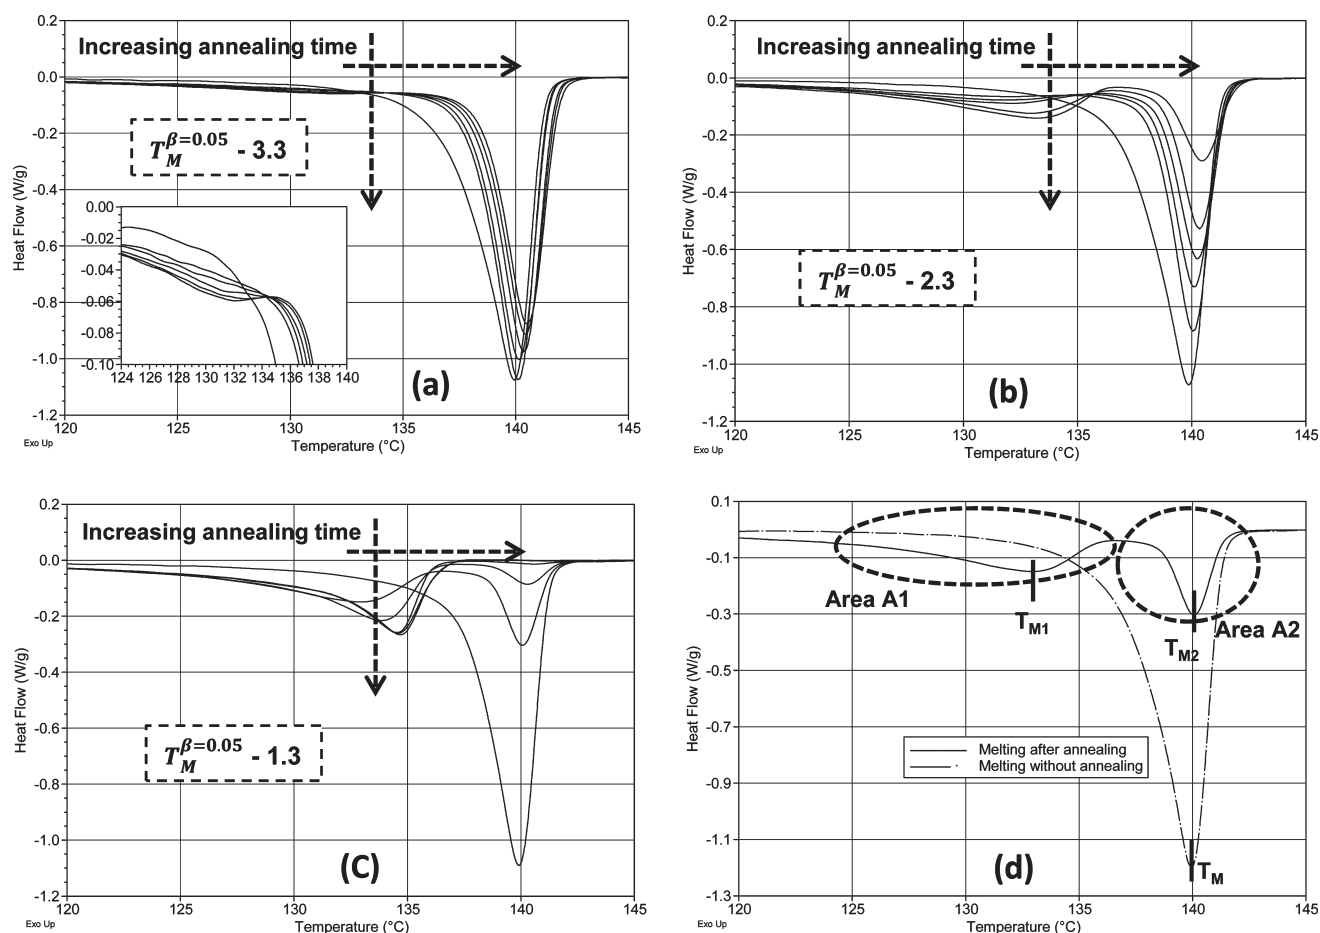 Increasing annealing time
0.2
0.0
-0.2
-0.4
-0.6
-0.8
-1.0
-1.2
Heat Flow (W/g)
T_M^β=0.05 - 3.3
0.00
-0.02
-0.04
-0.06
-0.08
-0.10
124 126 128 130 132 134 136 138 140
(a)
120 125 130 135 140 145
Exo Up
Temperature (°C)
Increasing annealing time
0.2
0.0
-0.2
-0.4
-0.6
-0.8
-1.0
-1.2
Heat Flow (W/g)
T_M^β=0.05 - 2.3
(b)
120 125 130 135 140 145
Exo Up
Temperature (°C)
Increasing annealing time
0.2
0.0
-0.2
-0.4
-0.6
-0.8
-1.0
-1.2
Heat Flow (W/g)
T_M^β=0.05 - 1.3
(C)
120 125 130 135 140 145
Exo Up
Temperature (°C)
0.1
-0.1
-0.3
-0.5
-0.7
-0.9
-1.1
-1.3
Heat Flow (W/g)
Area A1
T_M1
T_M2
Area A2
Melting after annealing
Melting without annealing
(d)
T_M
120 125 130 135 140 145
Exo Up
Temperature (°C)